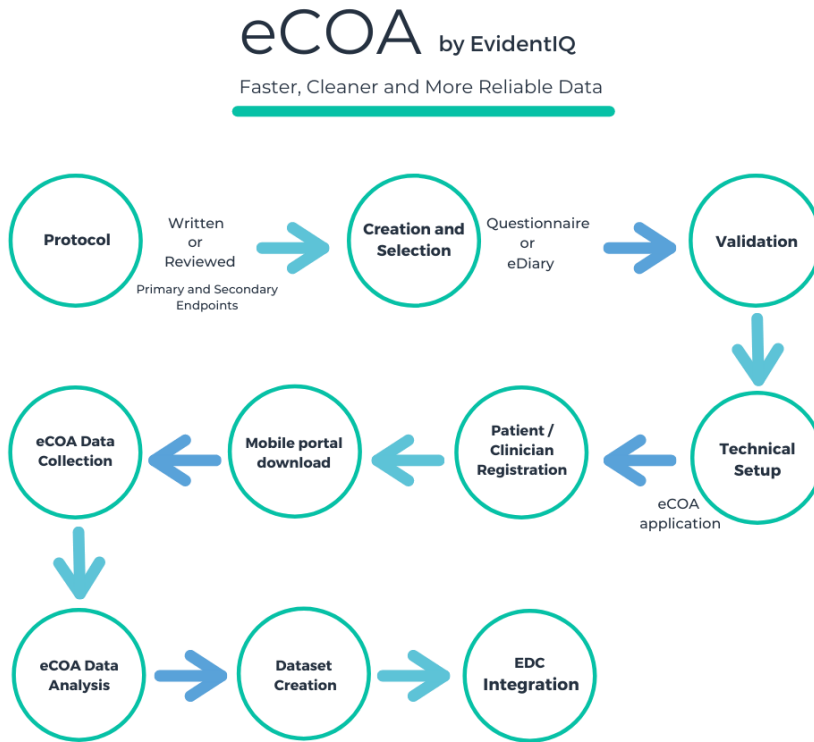 eCOA by EvidentIQ
Faster, Cleaner and More Reliable Data
Protocol
Written
or
Reviewed
Primary and Secondary
Endpoints
Creation and
Selection
Questionnaire
or
eDiary
Validation
Technical
Setup
eCOA
application
Patient /
Clinician
Registration
Mobile portal
download
eCOA Data
Collection
eCOA Data
Analysis
Dataset
Creation
EDC
Integration